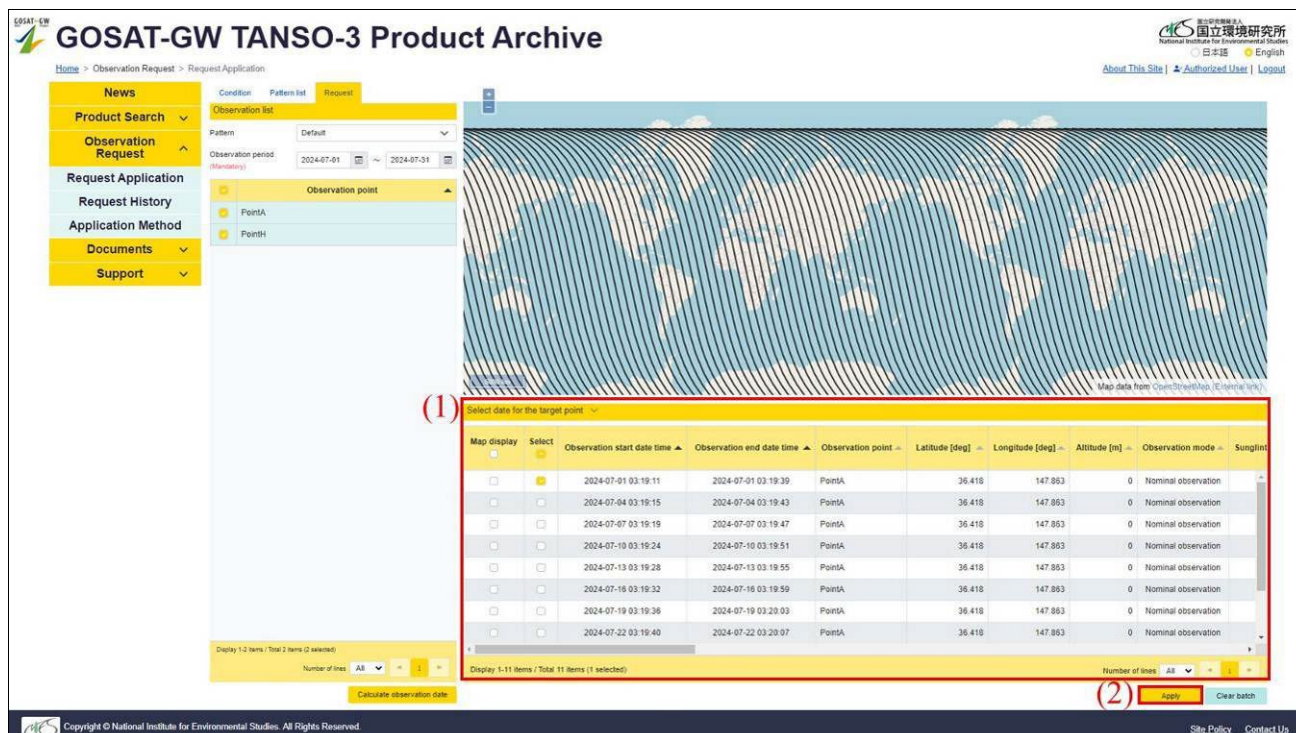 GOSAT-GW
GOSAT-GW TANSO-3 Product Archive
国立研究開発法人
国立環境研究所
National Institute for Environmental Studies
日本語 English
Home > Observation Request > Request Application
About This Site | Authorized User | Logout
News
Product Search
Observation Request
Request Application
Request History
Application Method
Documents
Support
Condition Pattern list Request
Observation list
Pattern Default
Observation period
(Mandatory)
2024-07-01 ~ 2024-07-31
Observation point
PointA
PointH
Display 1-2 items / Total 2 items (2 selected)
Number of lines All 1
Calculate observation date
+
-
Map data from OpenStreetMap (External link)
(1)
Select date for the target point
Map display Select Observation start date time Observation end date time Observation point Latitude [deg] Longitude [deg] Altitude [m] Observation mode Sunglint
2024-07-01 03:19:11 2024-07-01 03:19:39 PointA 36.418 147.863 0 Nominal observation
2024-07-04 03:19:15 2024-07-04 03:19:43 PointA 36.418 147.863 0 Nominal observation
2024-07-07 03:19:19 2024-07-07 03:19:47 PointA 36.418 147.863 0 Nominal observation
2024-07-10 03:19:24 2024-07-10 03:19:51 PointA 36.418 147.863 0 Nominal observation
2024-07-13 03:19:28 2024-07-13 03:19:55 PointA 36.418 147.863 0 Nominal observation
2024-07-16 03:19:32 2024-07-16 03:19:59 PointA 36.418 147.863 0 Nominal observation
2024-07-19 03:19:36 2024-07-19 03:20:03 PointA 36.418 147.863 0 Nominal observation
2024-07-22 03:19:40 2024-07-22 03:20:07 PointA 36.418 147.863 0 Nominal observation
Display 1-11 items / Total 11 items (1 selected)
Number of lines All 1
(2)
Apply
Clear batch
Copyright © National Institute for Environmental Studies. All Rights Reserved.
Site Policy Contact Us